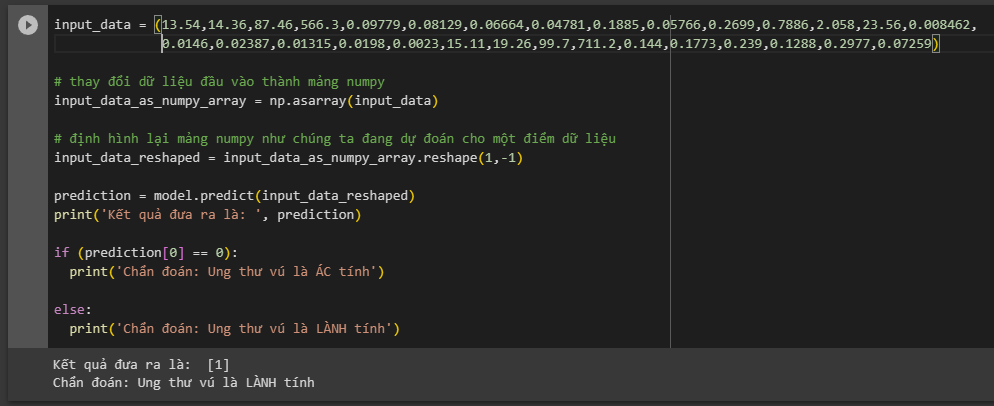 input_data = (13.54,14.36,87.46,566.3,0.09779,0.08129,0.06664,0.04781,0.1885,0.05766,0.2699,0.7886,2.058,23.56,0.008462,
0.0146,0.02387,0.01315,0.0198,0.0023,15.11,19.26,99.7,711.2,0.144,0.1773,0.239,0.1288,0.2977,0.07259)
# thay đổi dữ liệu đầu vào thành mảng numpy
input_data_as_numpy_array = np.asarray(input_data)
# định hình lại mảng numpy như chúng ta đang dự đoán cho một điểm dữ liệu
input_data_reshaped = input_data_as_numpy_array.reshape(1,-1)
prediction = model.predict(input_data_reshaped)
print('Kết quả đưa ra là: ', prediction)
if (prediction[0] == 0):
  print('Chẩn đoán: Ung thư vú là ÁC tính')
else:
  print('Chẩn đoán: Ung thư vú là LÀNH tính')
Kết quả đưa ra là:  [1]
Chẩn đoán: Ung thư vú là LÀNH tính